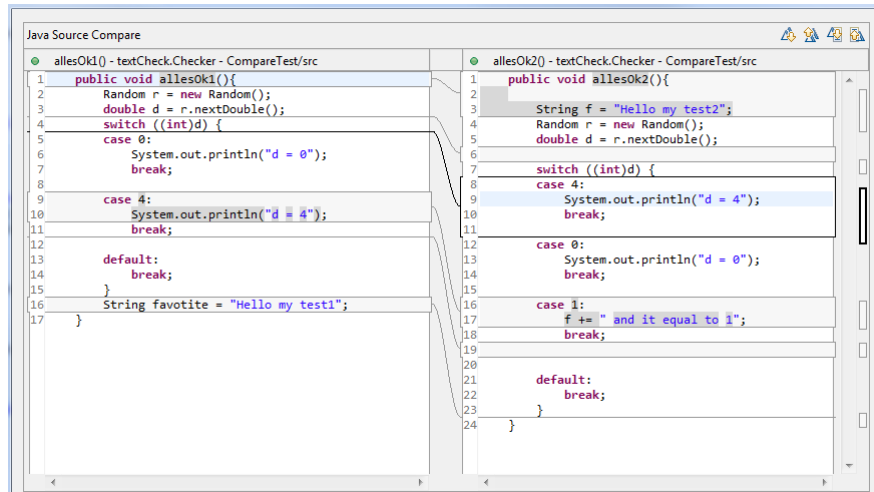 Java Source Compare
allesOk1() - textCheck.Checker - CompareTest/src
1 public void allesOk1(){
2 Random r = new Random();
3 double d = r.nextDouble();
4 switch ((int)d) {
5 case 0:
6 System.out.println("d = 0");
7 break;
8
9 case 4:
10 System.out.println("d = 4");
11 break;
12
13 default:
14 break;
15 }
16 String favotite = "Hello my test1";
17 }
allesOk2() - textCheck.Checker - CompareTest/src
1 public void allesOk2(){
2
3 String f = "Hello my test2";
4 Random r = new Random();
5 double d = r.nextDouble();
6
7 switch ((int)d) {
8 case 4:
9 System.out.println("d = 4");
10 break;
11
12 case 0:
13 System.out.println("d = 0");
14 break;
15
16 case 1:
17 f += " and it equal to 1";
18 break;
19
20
21 default:
22 break;
23 }
24 }